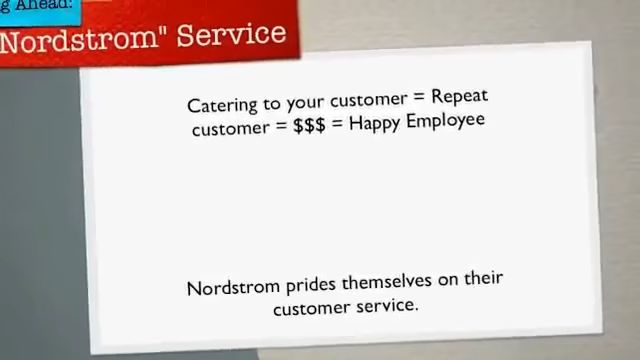 g Ahead:
Nordstrom" Service
Catering to your customer = Repeat
customer = $$$ = Happy Employee
Nordstrom prides themselves on their
customer service.